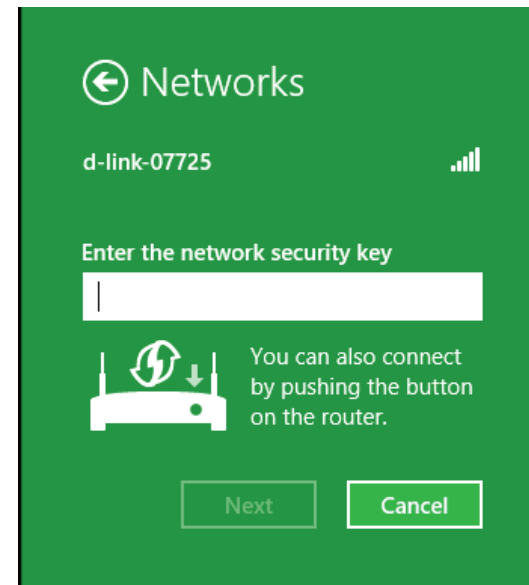 Networks
d-link-07725
Enter the network security key
You can also connect
by pushing the button
on the router.
Next
Cancel